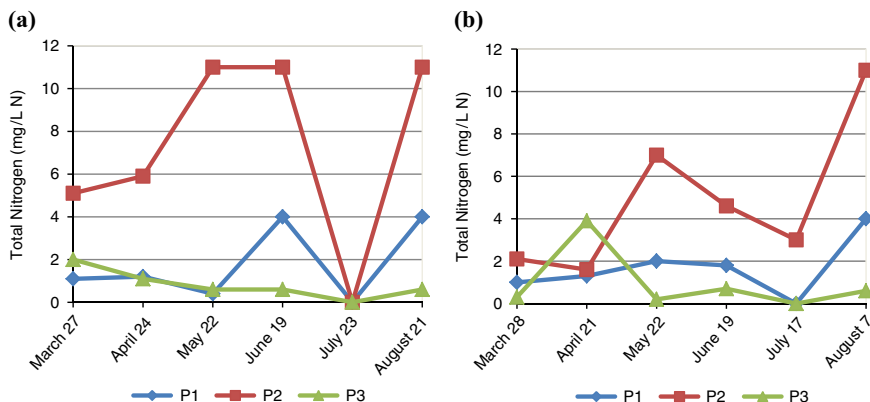 (a)
Total Nitrogen (mg/L N)
12
10
8
6
4
2
0
March 27
April 24
May 22
June 19
July 23
August 21
P1 P2 P3
(b)
Total Nitrogen (mg/L N)
12
10
8
6
4
2
0
March 28
April 21
May 22
June 19
July 17
August 7
P1 P2 P3